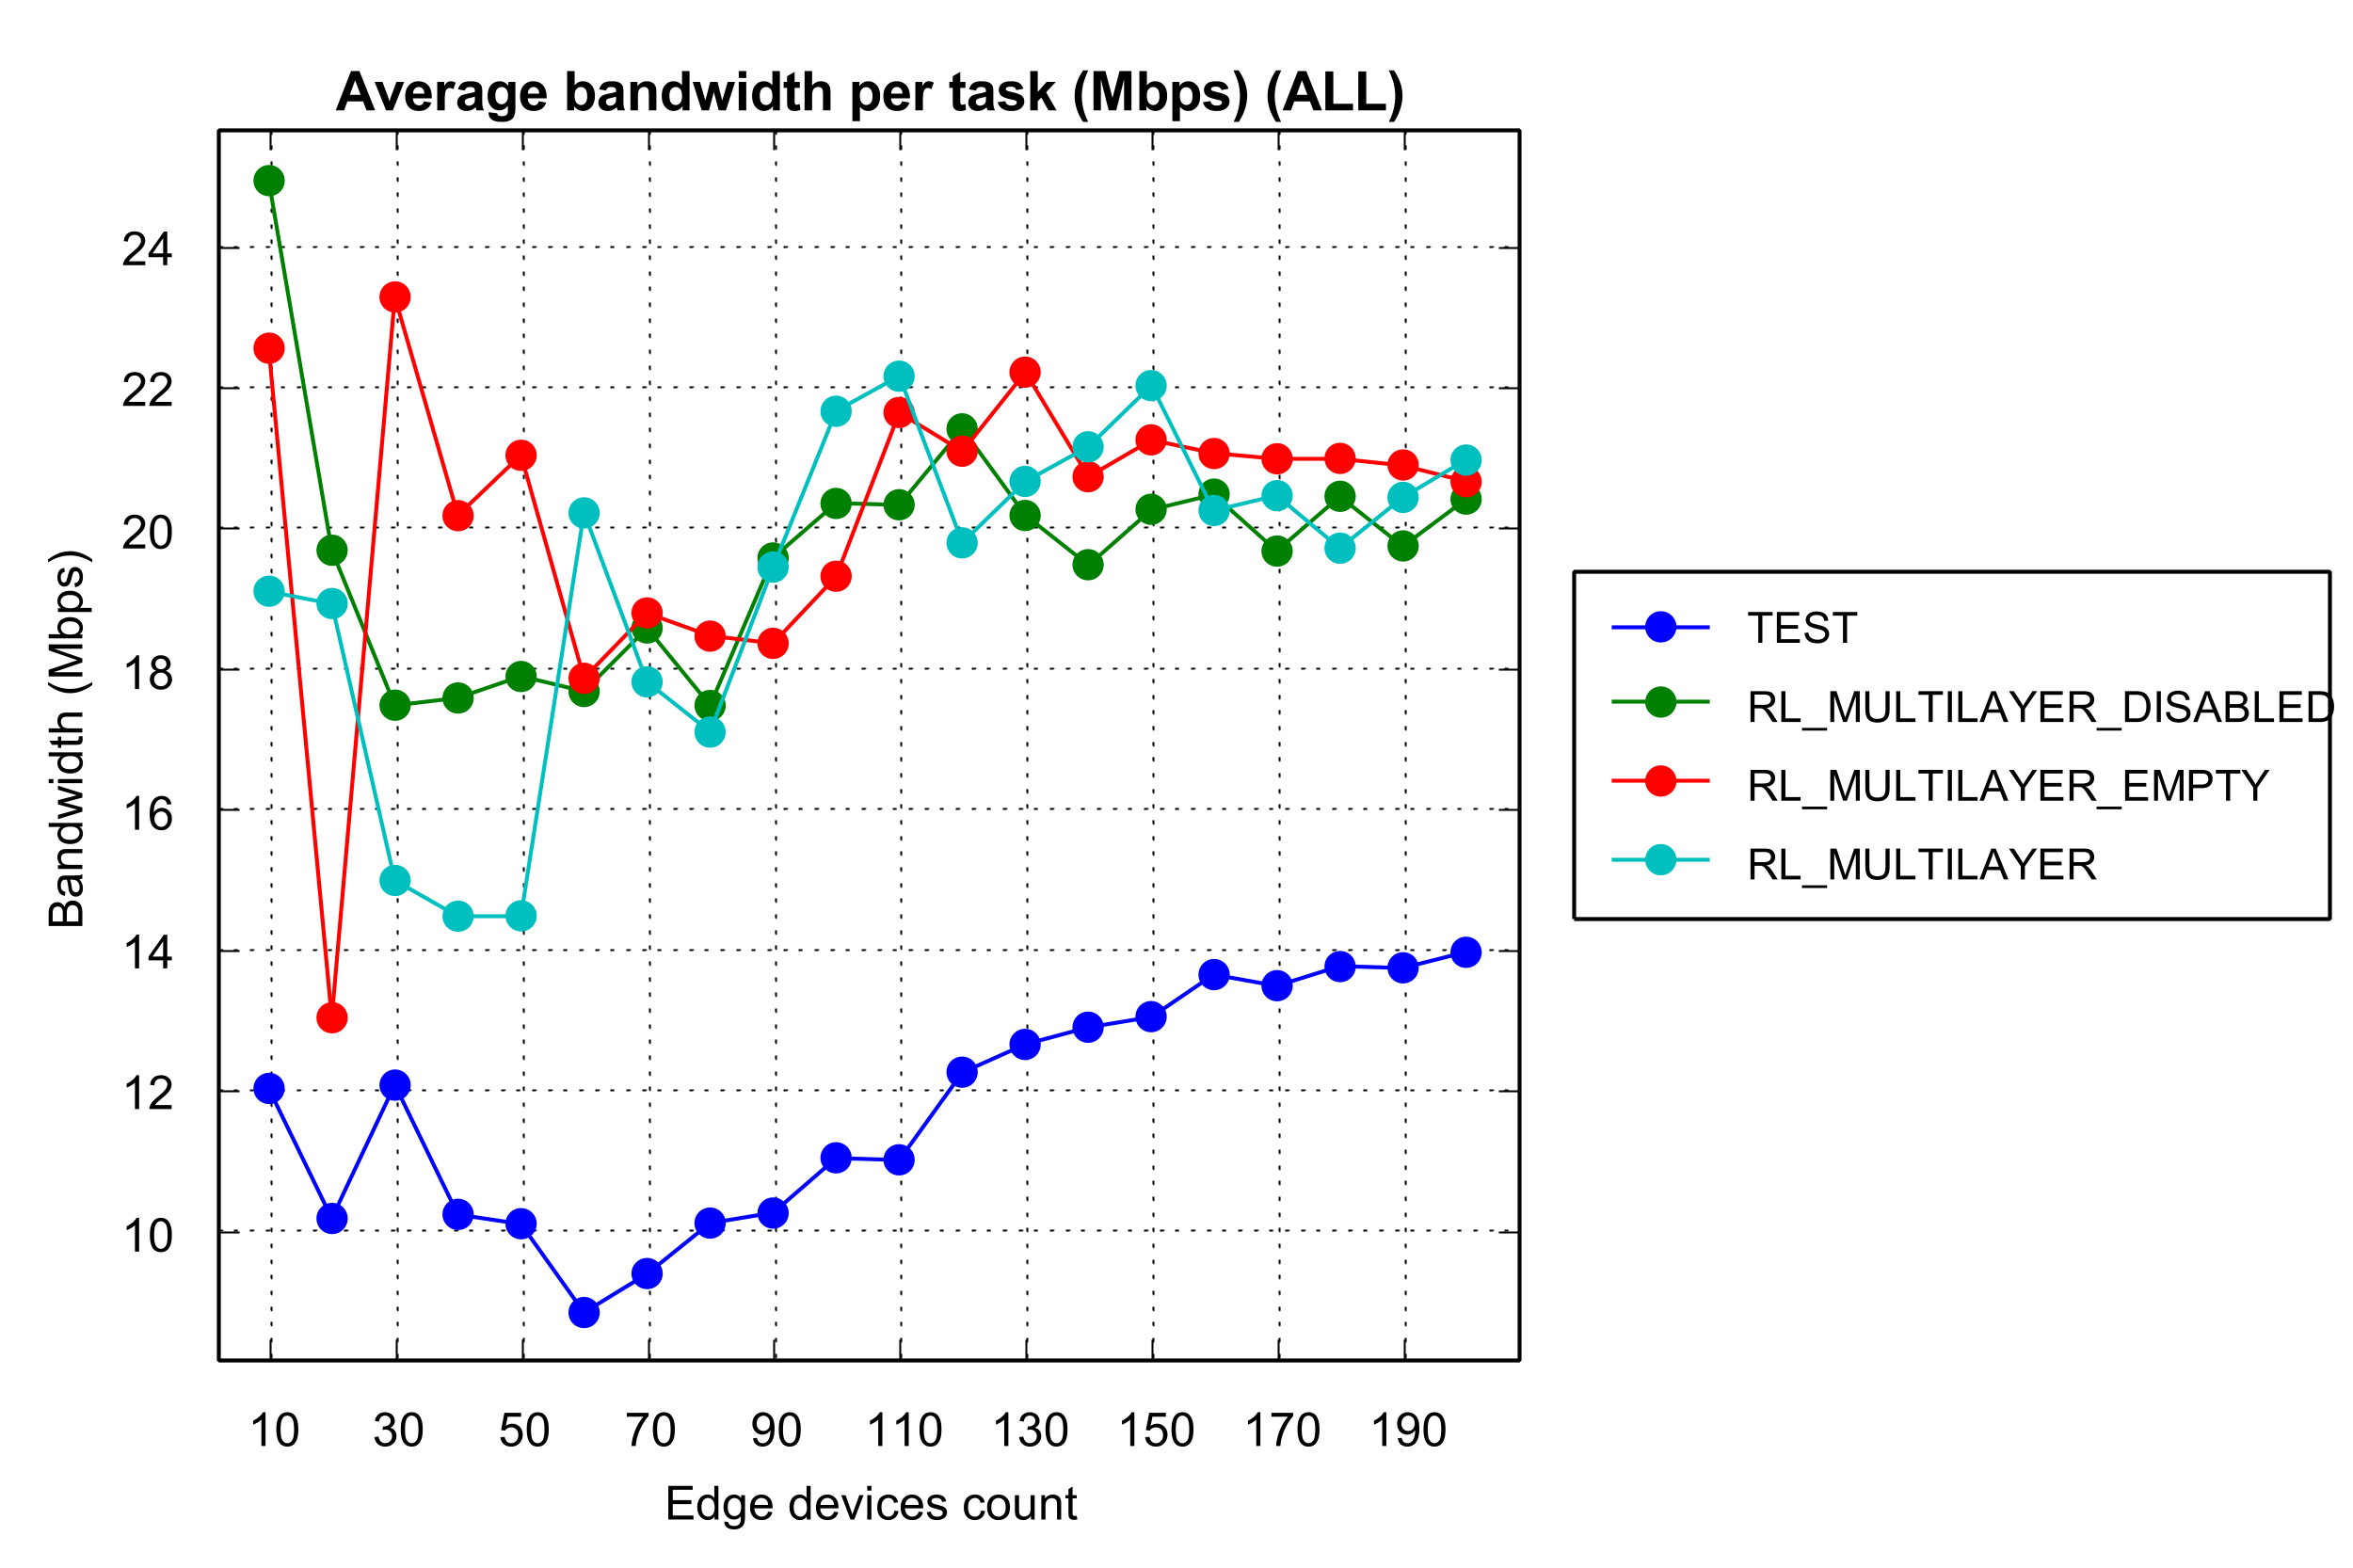 Average bandwidth per task (Mbps) (ALL)
24
22
20
18
16
14
12
10
Bandwidth (Mbps)
10 30 50 70 90 110 130 150 170 190
Edge devices count
TEST
RL_MULTILAYER_DISABLED
RL_MULTILAYER_EMPTY
RL_MULTILAYER